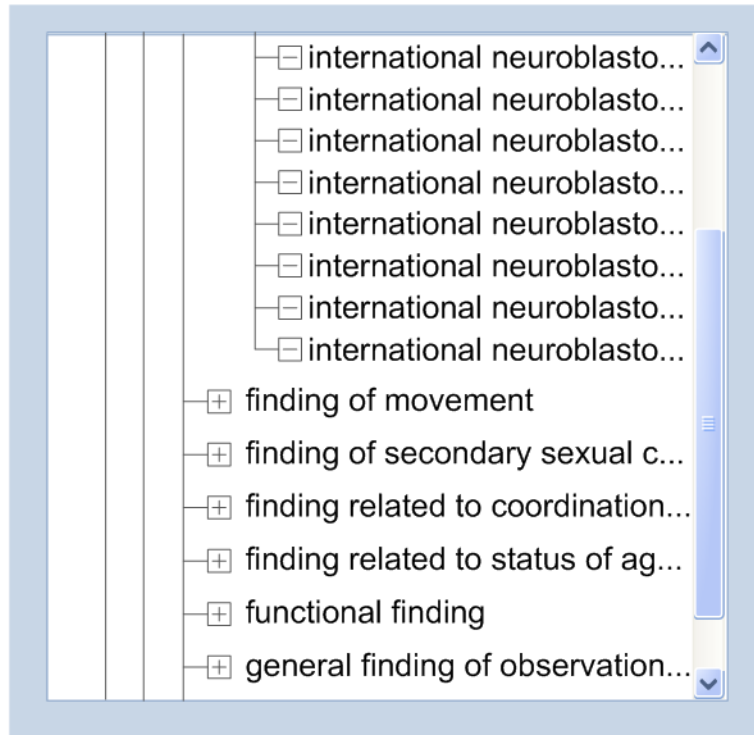 international neuroblasto...
international neuroblasto...
international neuroblasto...
international neuroblasto...
international neuroblasto...
international neuroblasto...
international neuroblasto...
international neuroblasto...
finding of movement
finding of secondary sexual c...
finding related to coordination...
finding related to status of ag...
functional finding
general finding of observation...